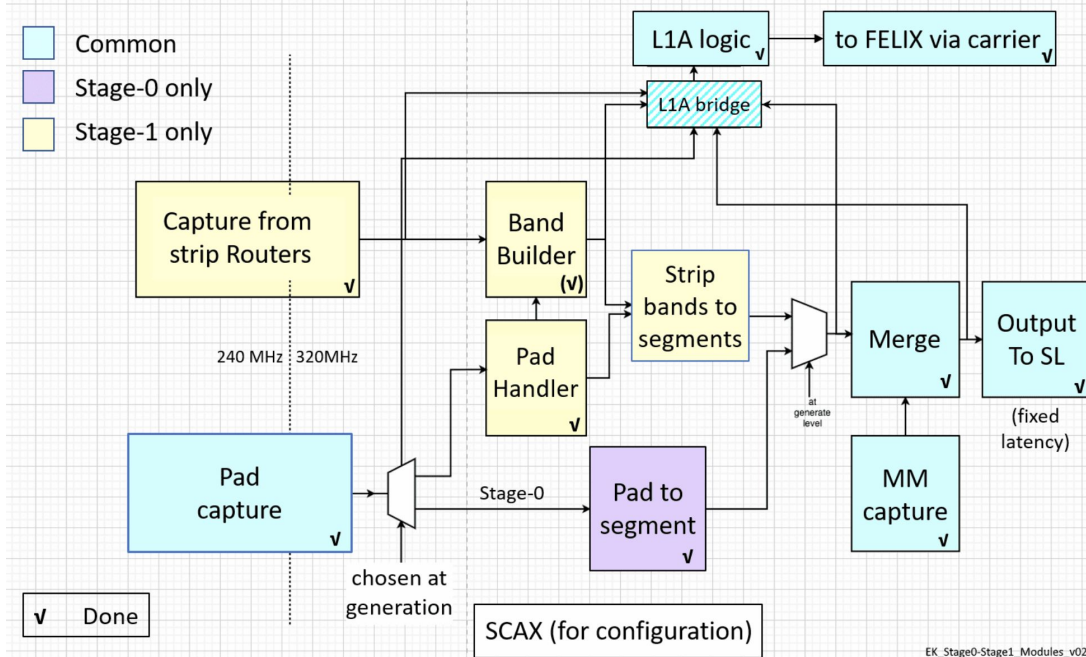 Common
Stage-0 only
Stage-1 only
L1A logic
√
to FELIX via carrier
√
L1A bridge
Capture from
strip Routers
√
Band
Builder
(√)
Strip
bands to
segments
240 MHz
320MHz
Pad
Handler
√
at
generate
level
Merge
√
Output
To SL
√
(fixed
latency)
Pad
capture
√
Stage-0
Pad to
segment
√
MM
capture
√
chosen at
generation
√ Done
SCAX (for configuration)
EK_Stage0-Stage1_Modules_v02